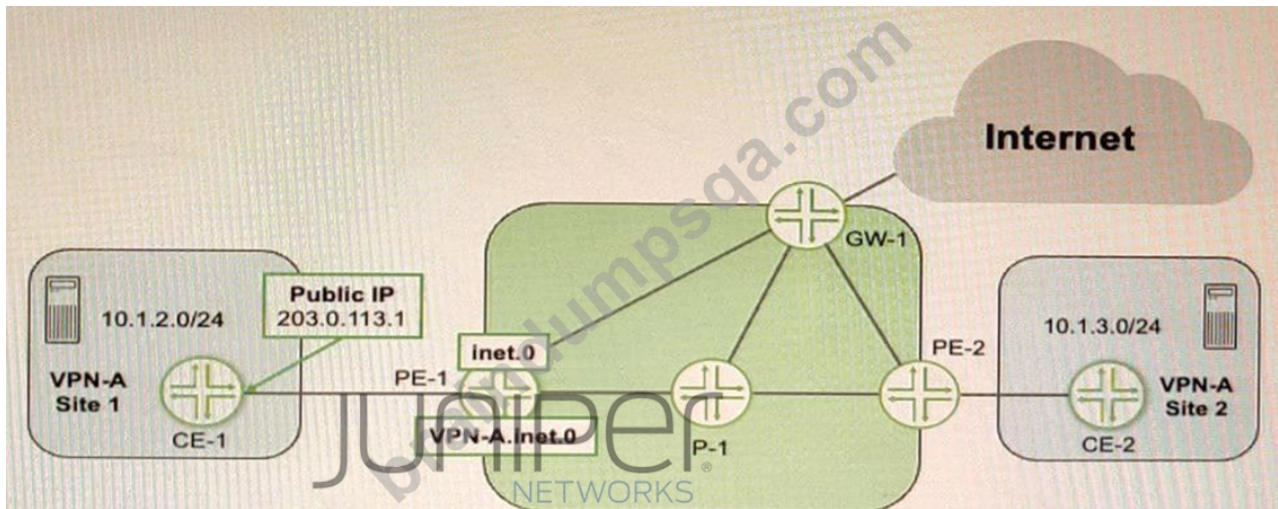 Internet
GW-1
Public IP
203.0.113.1
10.1.2.0/24
10.1.3.0/24
inet.0
PE-1
PE-2
VPN-A
Site 1
VPN-A
Site 2
CE-1
VPN-A.inet.0
P-1
CE-2
JUNIPER
NETWORKS
braindumpsqa.com